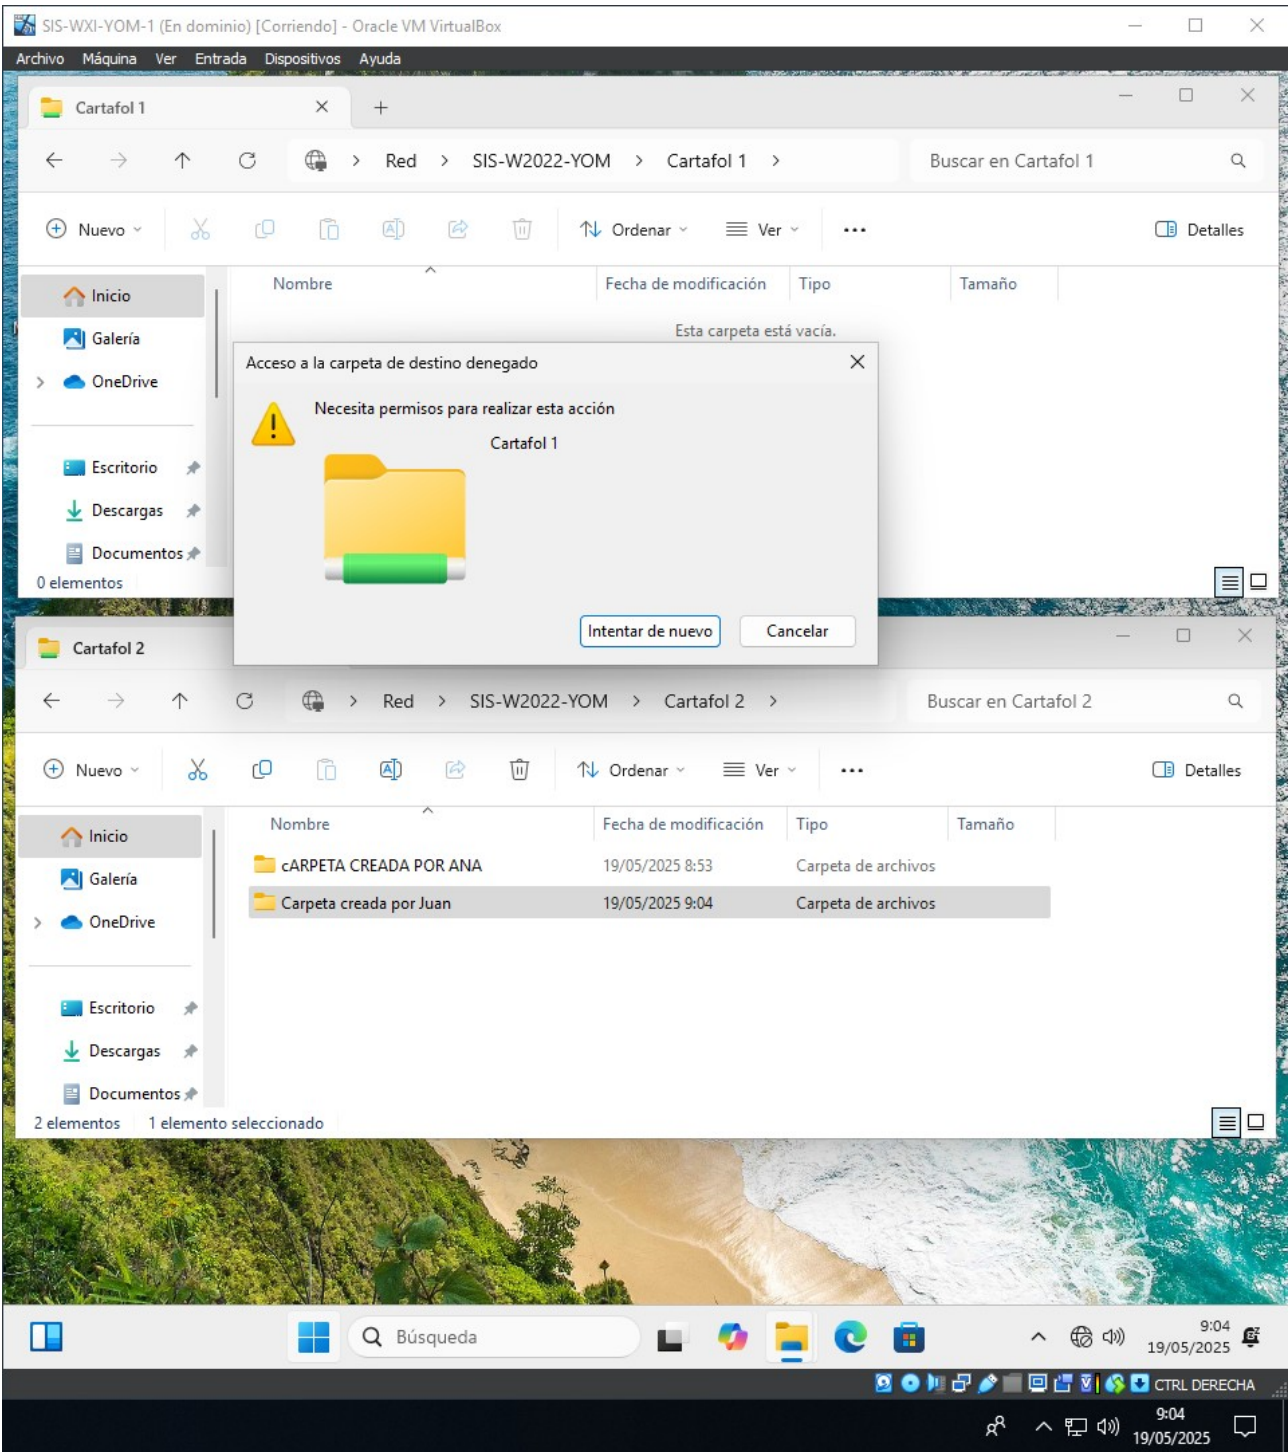 SIS-WXI-YOM-1 (En dominio) [Corriendo] - Oracle VM VirtualBox
Archivo Máquina Ver Entrada Dispositivos Ayuda
Cartafol 1
Red > SIS-W2022-YOM > Cartafol 1 >
Buscar en Cartafol 1
Nuevo
Ordenar
Ver
Detalles
Nombre Fecha de modificación Tipo Tamaño
Esta carpeta está vacía.
Inicio
Galería
OneDrive
Escritorio
Descargas
Documentos
0 elementos
Acceso a la carpeta de destino denegado
Necesita permisos para realizar esta acción
Cartafol 1
Intentar de nuevo
Cancelar
Cartafol 2
Red > SIS-W2022-YOM > Cartafol 2 >
Buscar en Cartafol 2
Nuevo
Ordenar
Ver
Detalles
Nombre Fecha de modificación Tipo Tamaño
cARPETA CREADA POR ANA 19/05/2025 8:53 Carpeta de archivos
Carpeta creada por Juan 19/05/2025 9:04 Carpeta de archivos
Inicio
Galería
OneDrive
Escritorio
Descargas
Documentos
2 elementos 1 elemento seleccionado
Búsqueda
9:04
19/05/2025
CTRL DERECHA
9:04
19/05/2025